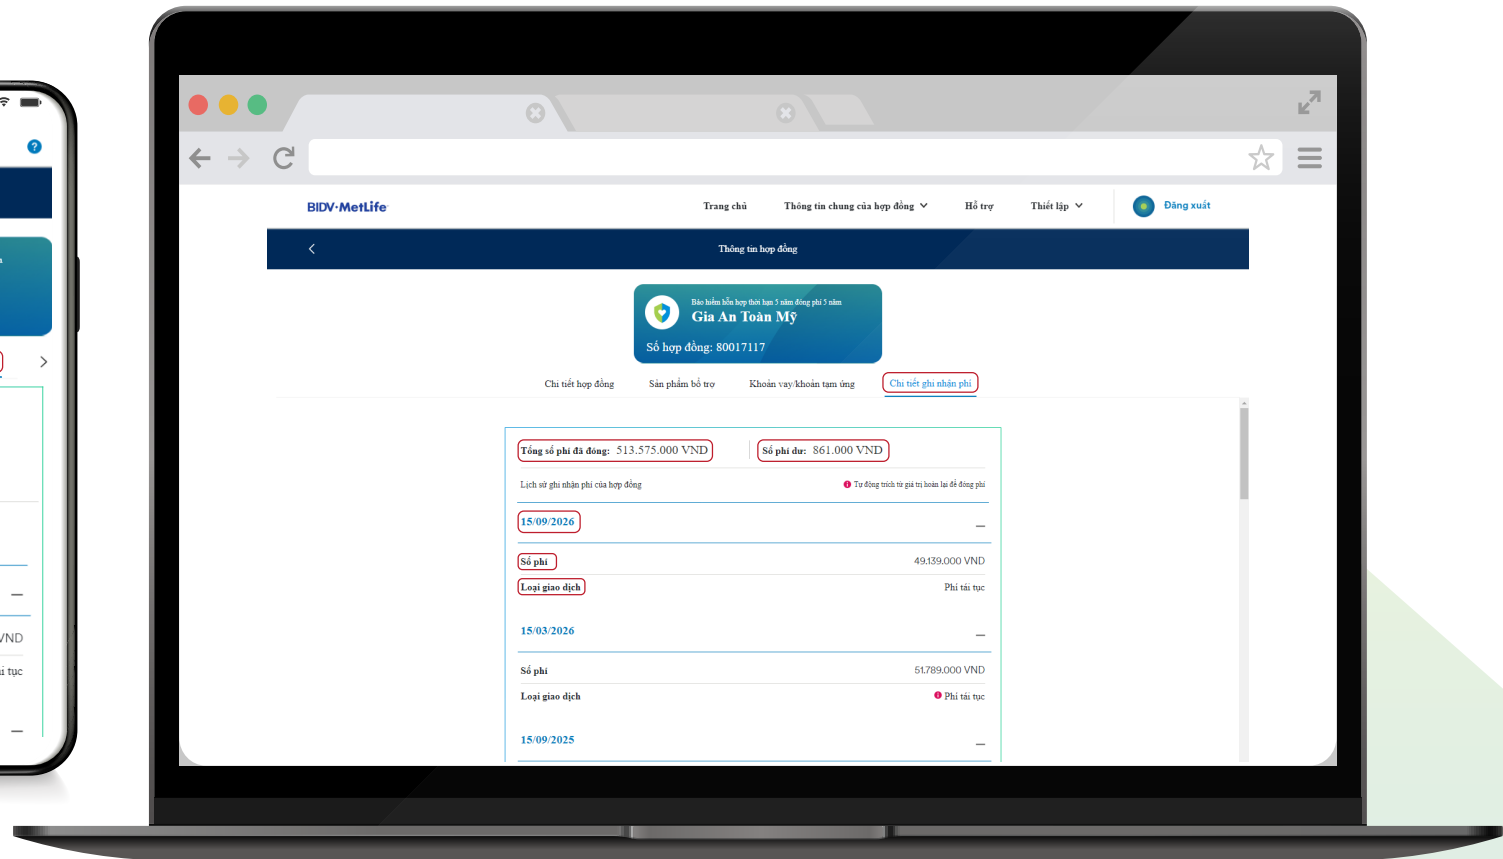 BIDV·MetLife
Trang chủ
Thông tin chung của hợp đồng
Hỗ trợ
Thiết lập
Đăng xuất
Thông tin hợp đồng
Bảo hiểm hỗn hợp thời hạn 5 năm đóng phí 5 năm
Gia An Toàn Mỹ
Số hợp đồng: 80017117
Chi tiết hợp đồng
Sản phẩm bổ trợ
Khoản vay/khoản tạm ứng
Chi tiết ghi nhận phí
Tổng số phí đã đóng: 513.575.000 VND
Số phí dư: 861.000 VND
Lịch sử ghi nhận phí của hợp đồng
Tự động trích từ giá trị hoàn lại để đóng phí
15/09/2026
Số phí
49.139.000 VND
Loại giao dịch
Phí tái tục
15/03/2026
Số phí
51.789.000 VND
Loại giao dịch
Phí tái tục
15/09/2025
VND
tục